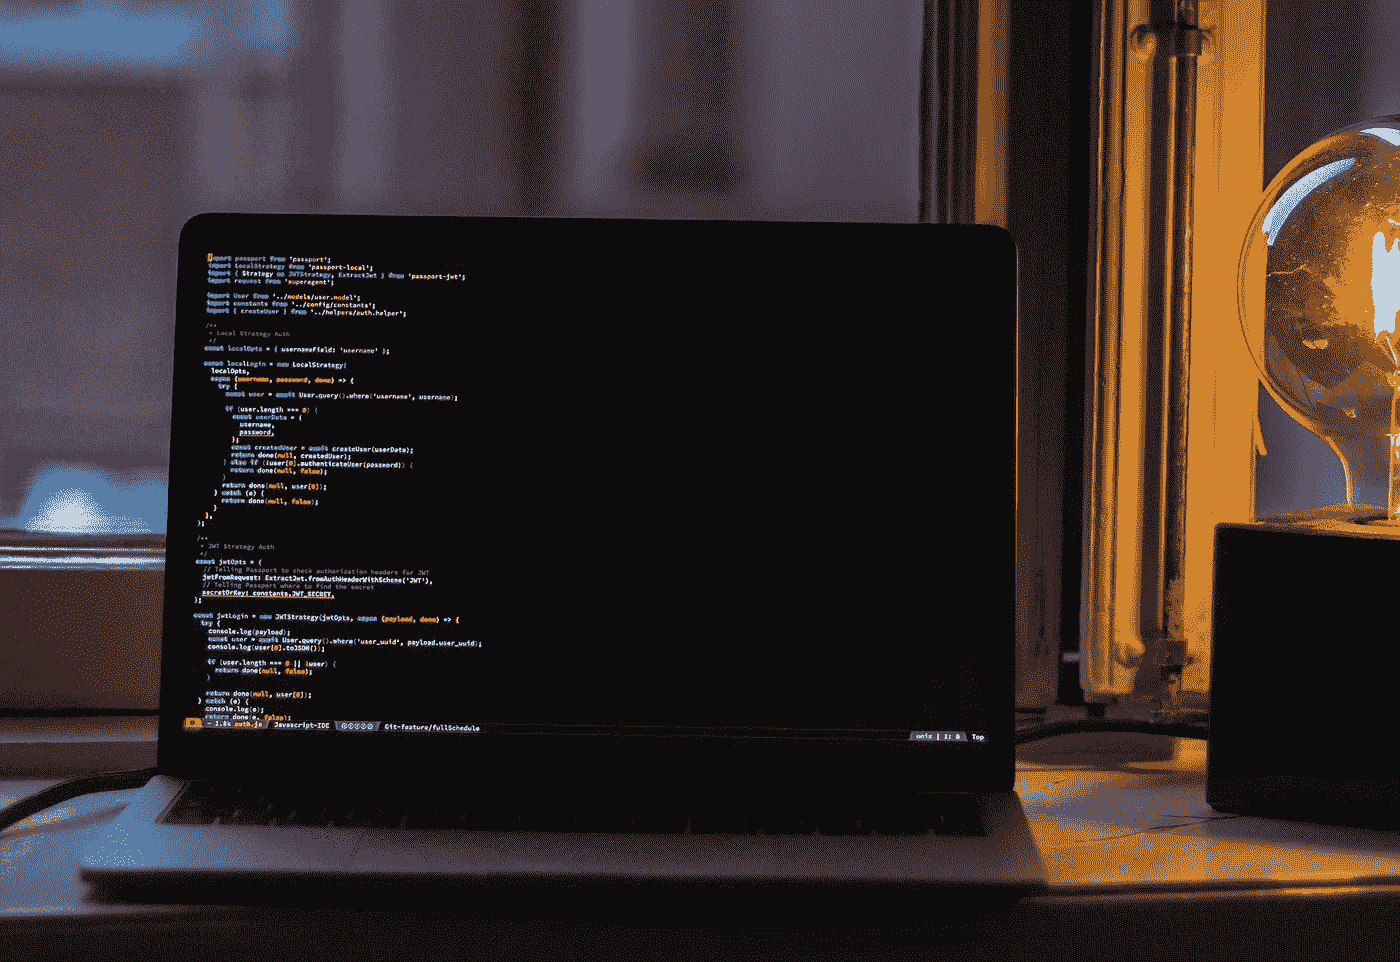 import passport from 'passport';
import LocalStrategy from 'passport-local';
import { Strategy as JWTStrategy, ExtractJwt } from 'passport-jwt';
import request from 'superagent';
import User from '../models/user.model';
import constants from '../config/constants';
import { createUser } from '../helpers/auth.helper';
/**
* Local Strategy Auth
*/
const localOpts = { usernameField: 'username' };
const localLogin = new LocalStrategy(
localOpts,
async (username, password, done) => {
try {
const user = await User.query().where('username', username);
if (user.length === 0) {
const userData = {
username,
password,
};
const createdUser = await createUser(userData);
return done(null, createdUser);
} else if (!user[0].authenticateUser(password)) {
return done(null, false);
}
return done(null, user[0]);
} catch (e) {
return done(null, false);
}
},
);
/**
* JWT Strategy Auth
*/
const jwtOpts = {
// Telling Passport to check authorization headers for JWT
jwtFromRequest: ExtractJwt.fromAuthHeaderWithScheme('JWT'),
// Telling Passport where to find the secret
secretOrKey: constants.JWT_SECRET,
};
const jwtLogin = new JWTStrategy(jwtOpts, async (payload, done) => {
try {
console.log(payload);
const user = await User.query().where('user_uuid', payload.user_uuid);
console.log(user[0].toJSON());
if (user.length === 0 || !user) {
return done(null, false);
}
return done(null, user[0]);
} catch (e) {
console.log(e);
return done(e, false);
- 1.8k auth.js Javascript-IDE Git-feature/fullSchedule unix | 1: 0 Top